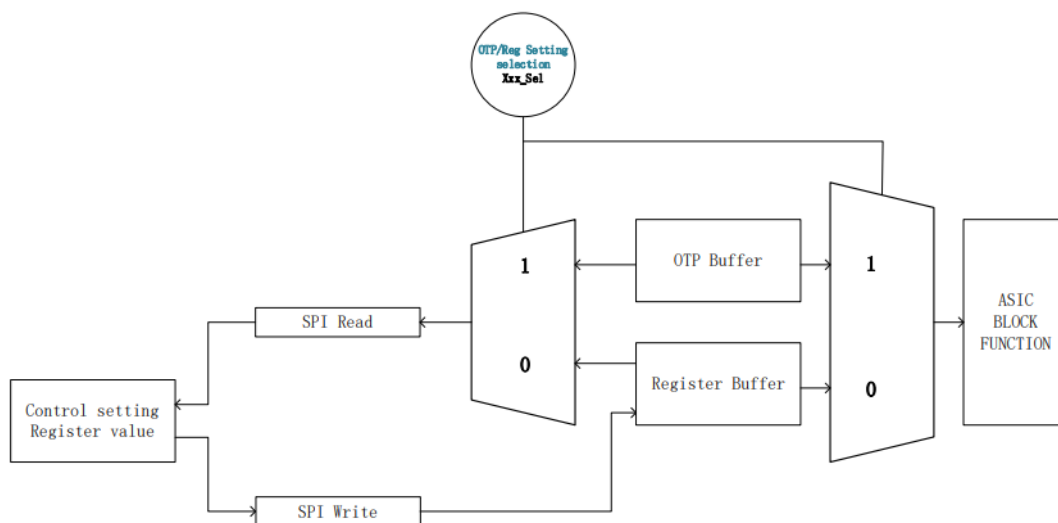 OTP/Reg Setting
selection
Xxx_Sel
1
OTP Buffer
1
ASIC
BLOCK
FUNCTION
SPI Read
0
Register Buffer
0
Control setting
Register value
SPI Write